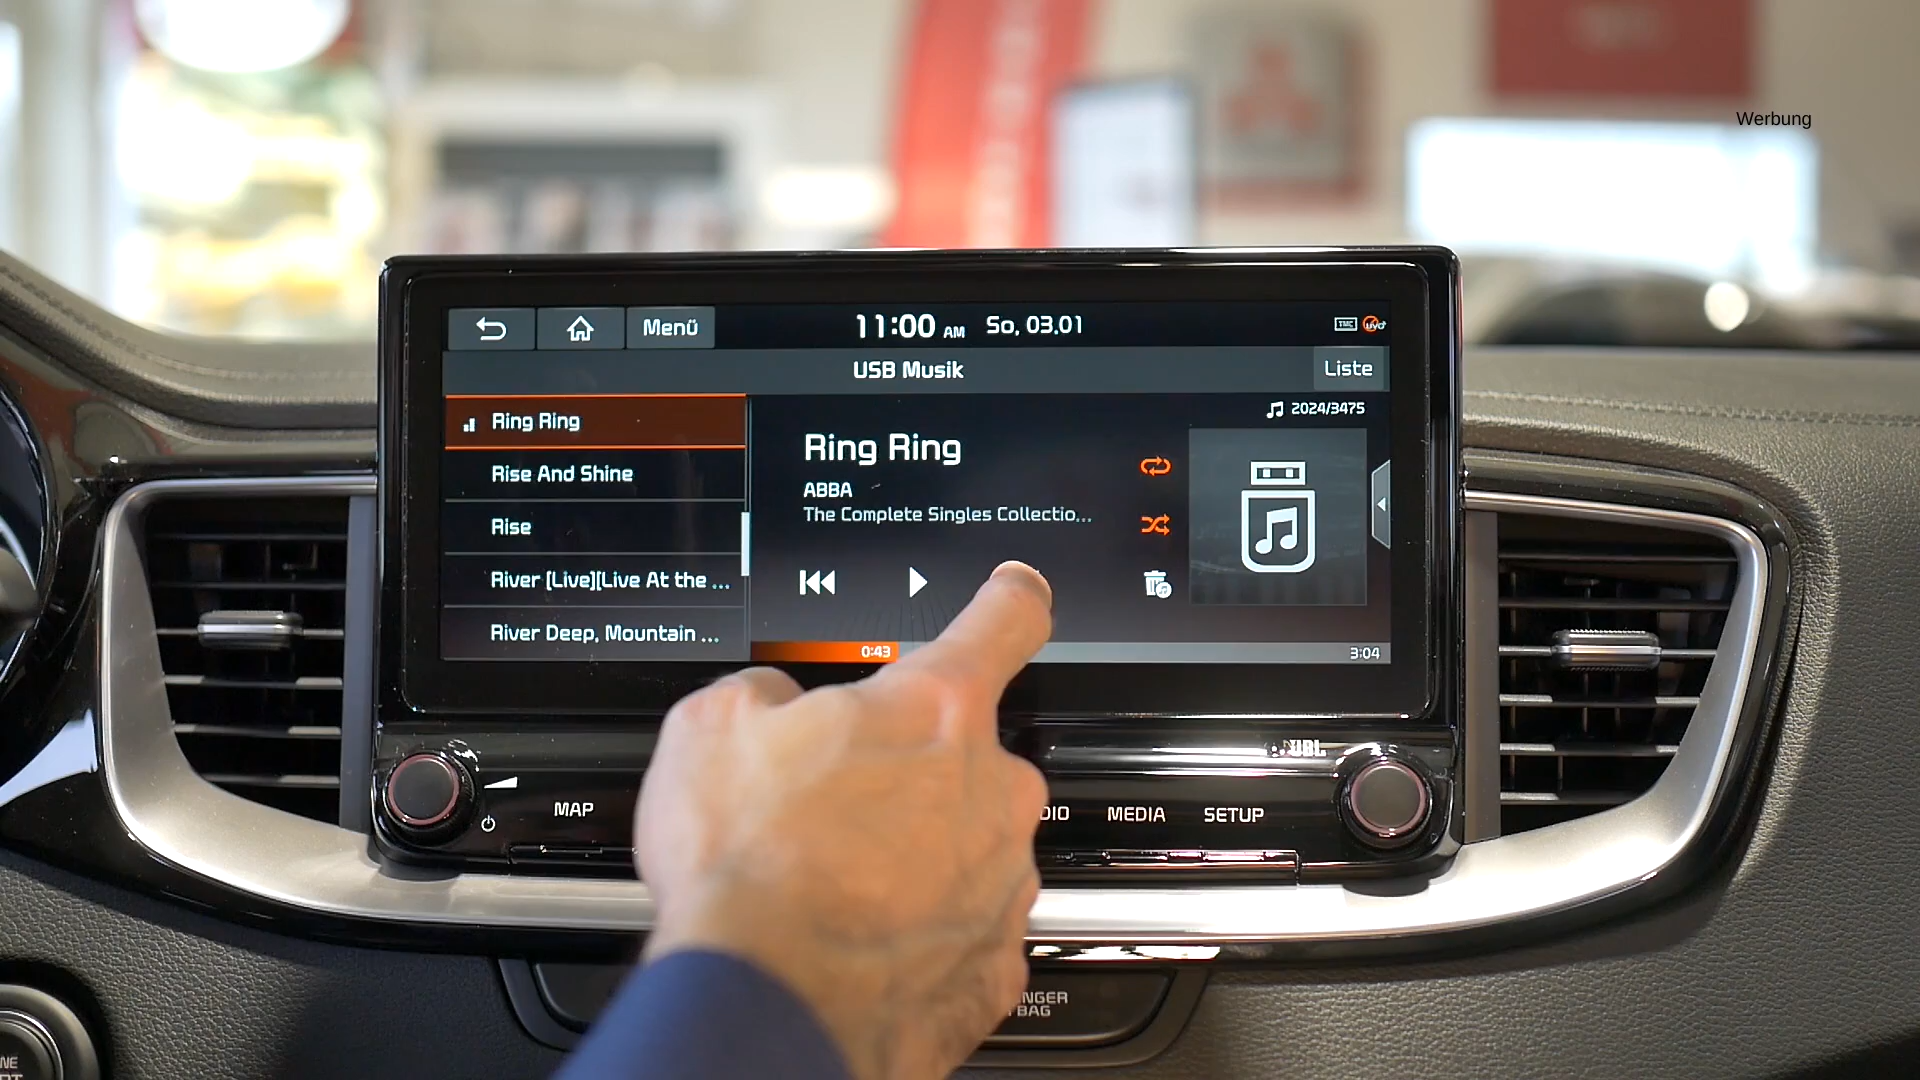 Werbung
Menü
11:00 AM So, 03.01
TMC UVO
USB Musik
Liste
2024/3475
Ring Ring
Rise And Shine
Rise
River [Live][Live At the ...
River Deep, Mountain ...
Ring Ring
ABBA
The Complete Singles Collectio...
0:43
3:04
JBL
MAP
DIO
MEDIA
SETUP
NGER
BAG
NE